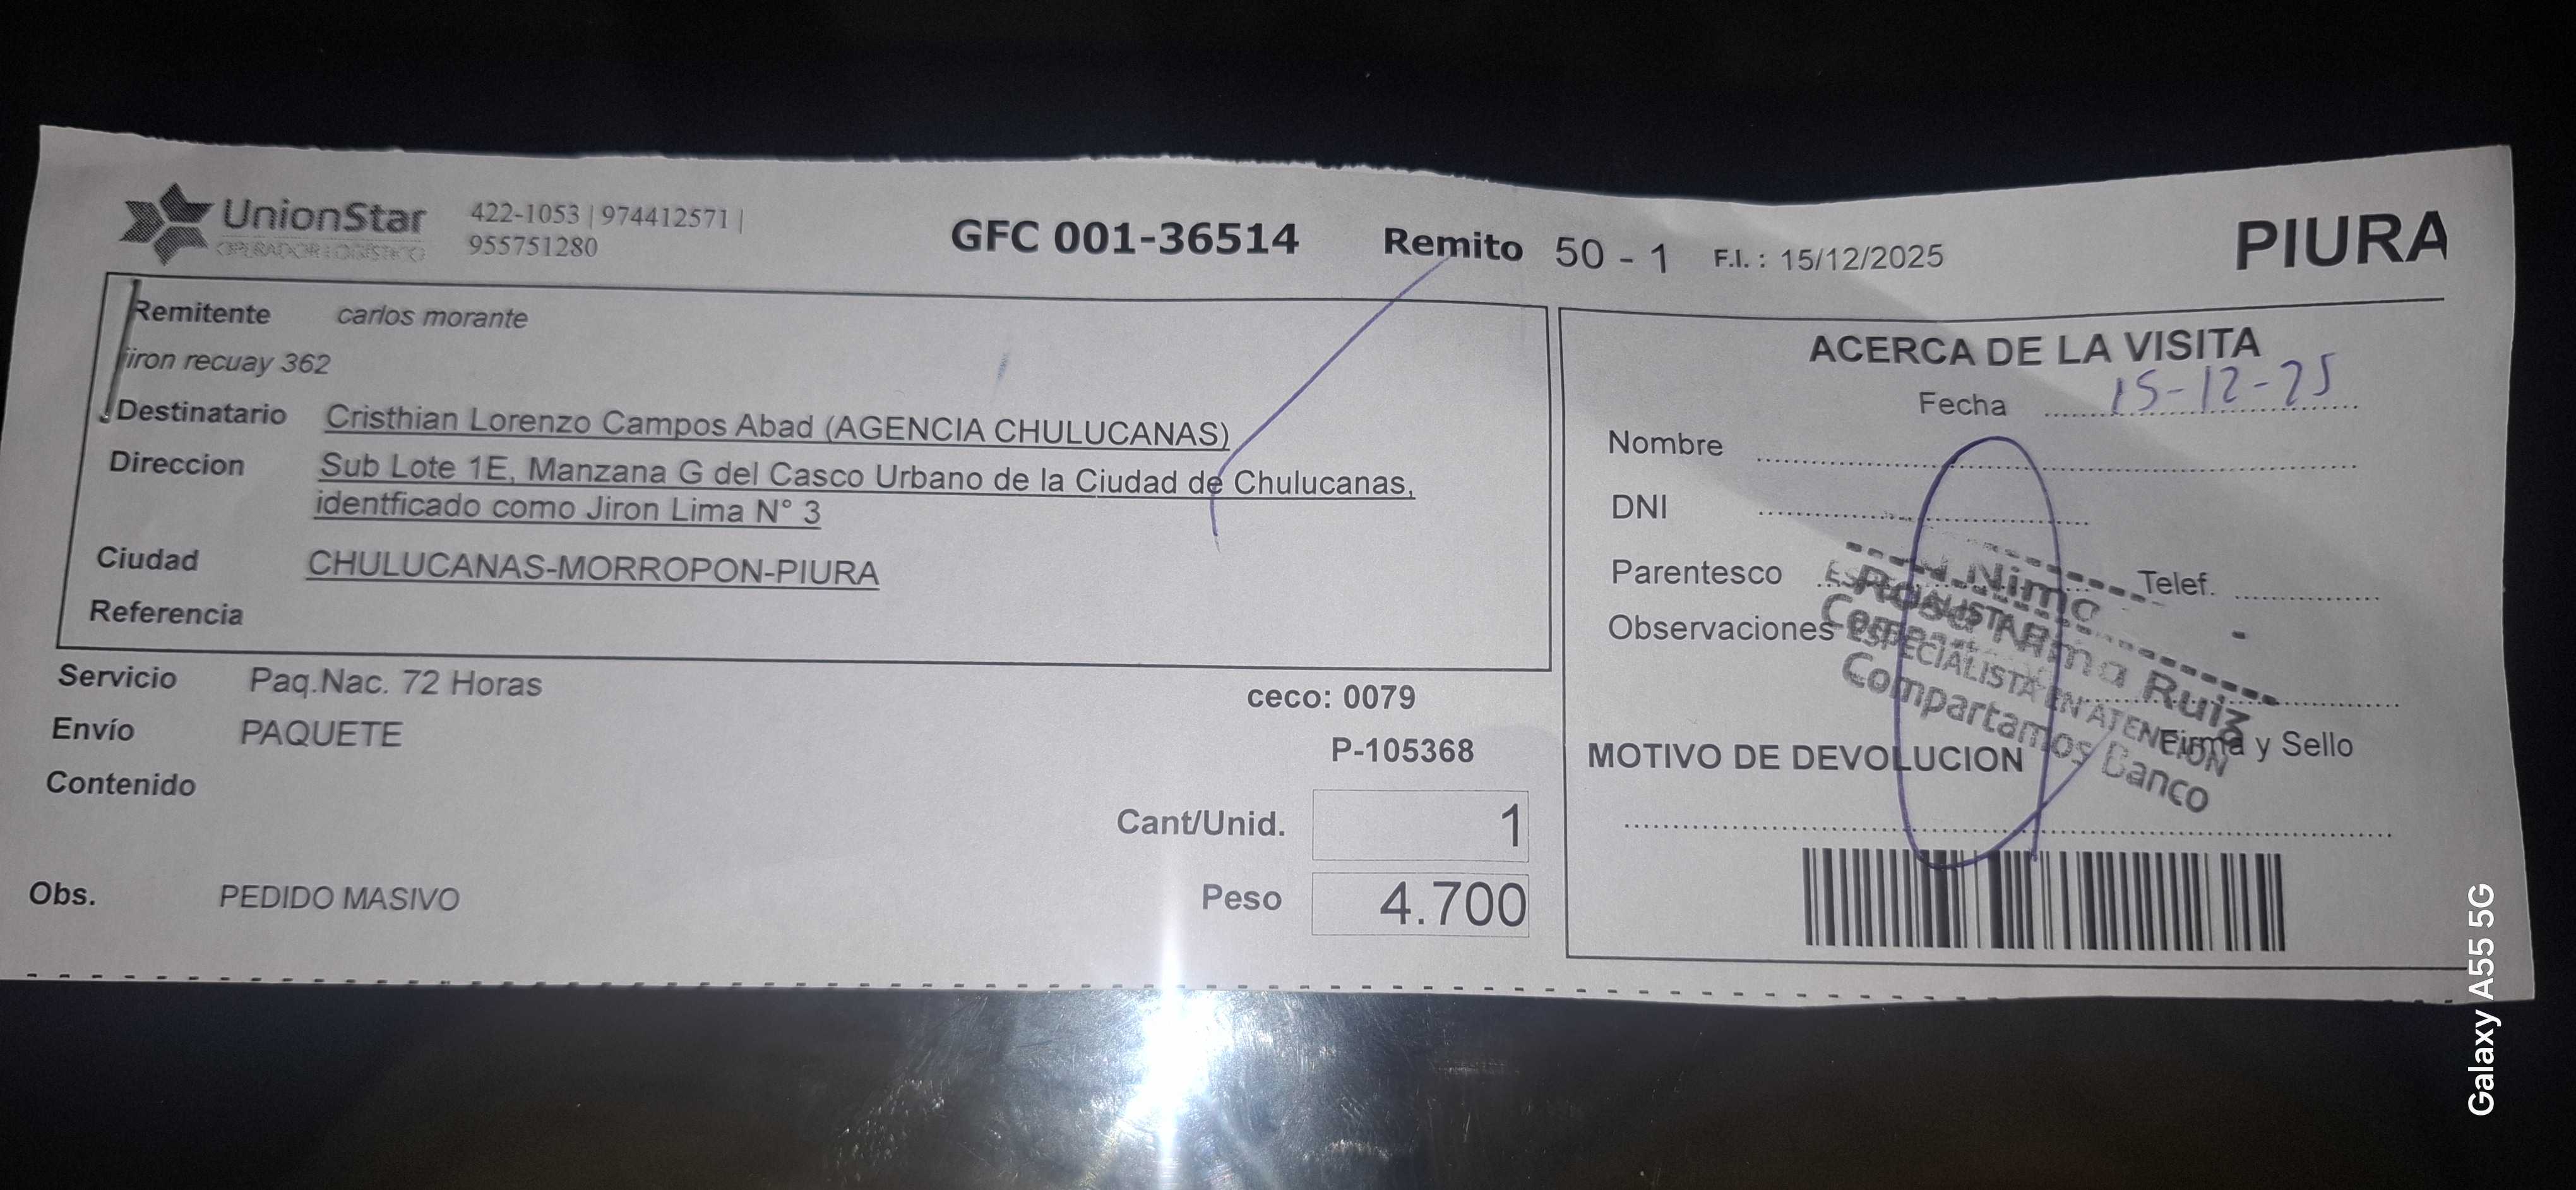 UnionStar
OPERADOR LOGÍSTICO
422-1053 | 974412571 |
955751280
GFC 001-36514
Remito 50 - 1
F.I. : 15/12/2025
PIURA
Remitente carlos morante
jiron recuay 362
Destinatario Cristhian Lorenzo Campos Abad (AGENCIA CHULUCANAS)
Direccion Sub Lote 1E, Manzana G del Casco Urbano de la Ciudad de Chulucanas,
identficado como Jiron Lima N° 3
Ciudad CHULUCANAS-MORROPON-PIURA
Referencia
Servicio Paq.Nac. 72 Horas
ceco: 0079
Envío PAQUETE
P-105368
Contenido
Cant/Unid. 1
Peso 4.700
Obs. PEDIDO MASIVO
ACERCA DE LA VISITA
Fecha 15-12-25
Nombre
DNI
Parentesco
Telef.
Observaciones
Rosa Nima Ruiz
ESPECIALISTA EN ATENCION
Compartamos Banco
Firma y Sello
MOTIVO DE DEVOLUCION
Galaxy A55 5G